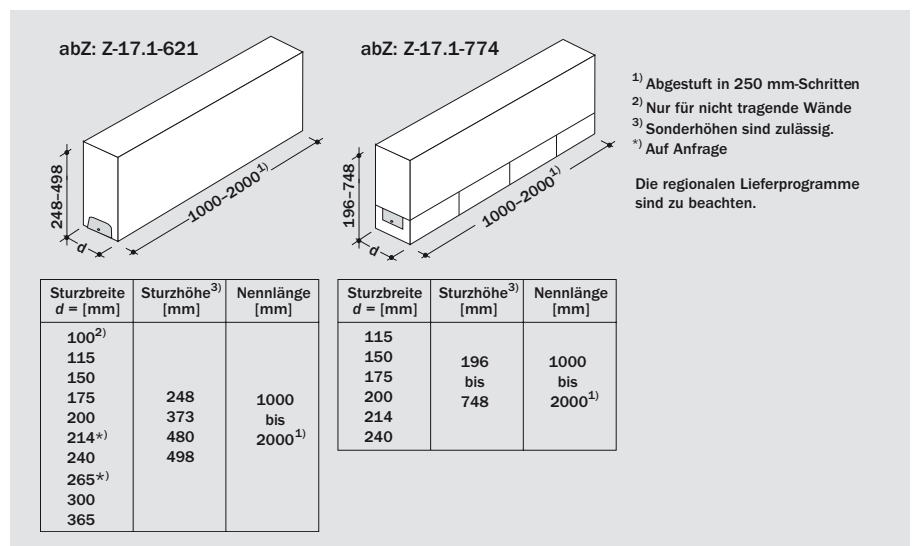 abZ: Z-17.1-621
248–498
d
1000–2000¹⁾
abZ: Z-17.1-774
196–748
d
1000–2000¹⁾
¹⁾ Abgestuft in 250 mm-Schritten
²⁾ Nur für nicht tragende Wände
³⁾ Sonderhöhen sind zulässig.
*⁾ Auf Anfrage
Die regionalen Lieferprogramme
sind zu beachten.
Sturzbreite Sturzhöhe³⁾ Nennlänge
d = [mm] [mm] [mm]
100²⁾
115
150
175 248 1000
200 373 bis
214*⁾ 480 2000¹⁾
240 498
265*⁾
300
365
Sturzbreite Sturzhöhe³⁾ Nennlänge
d = [mm] [mm] [mm]
115
150 196 1000
175 bis bis
200 748 2000¹⁾
214
240